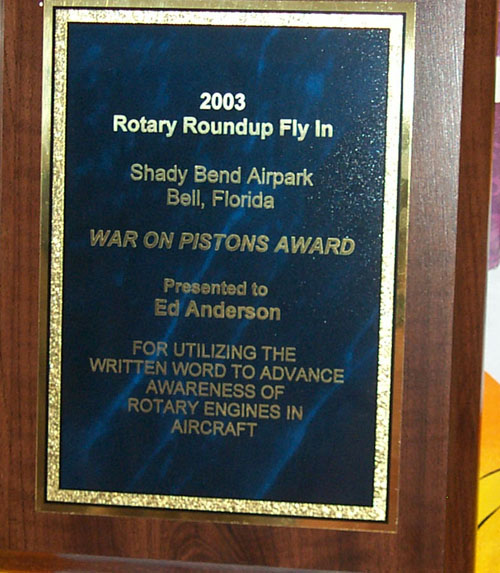 2003
Rotary Roundup Fly In
Shady Bend Airpark
Bell, Florida
WAR ON PISTONS AWARD
Presented to
Ed Anderson
FOR UTILIZING THE
WRITTEN WORD TO ADVANCE
AWARENESS OF
ROTARY ENGINES IN
AIRCRAFT